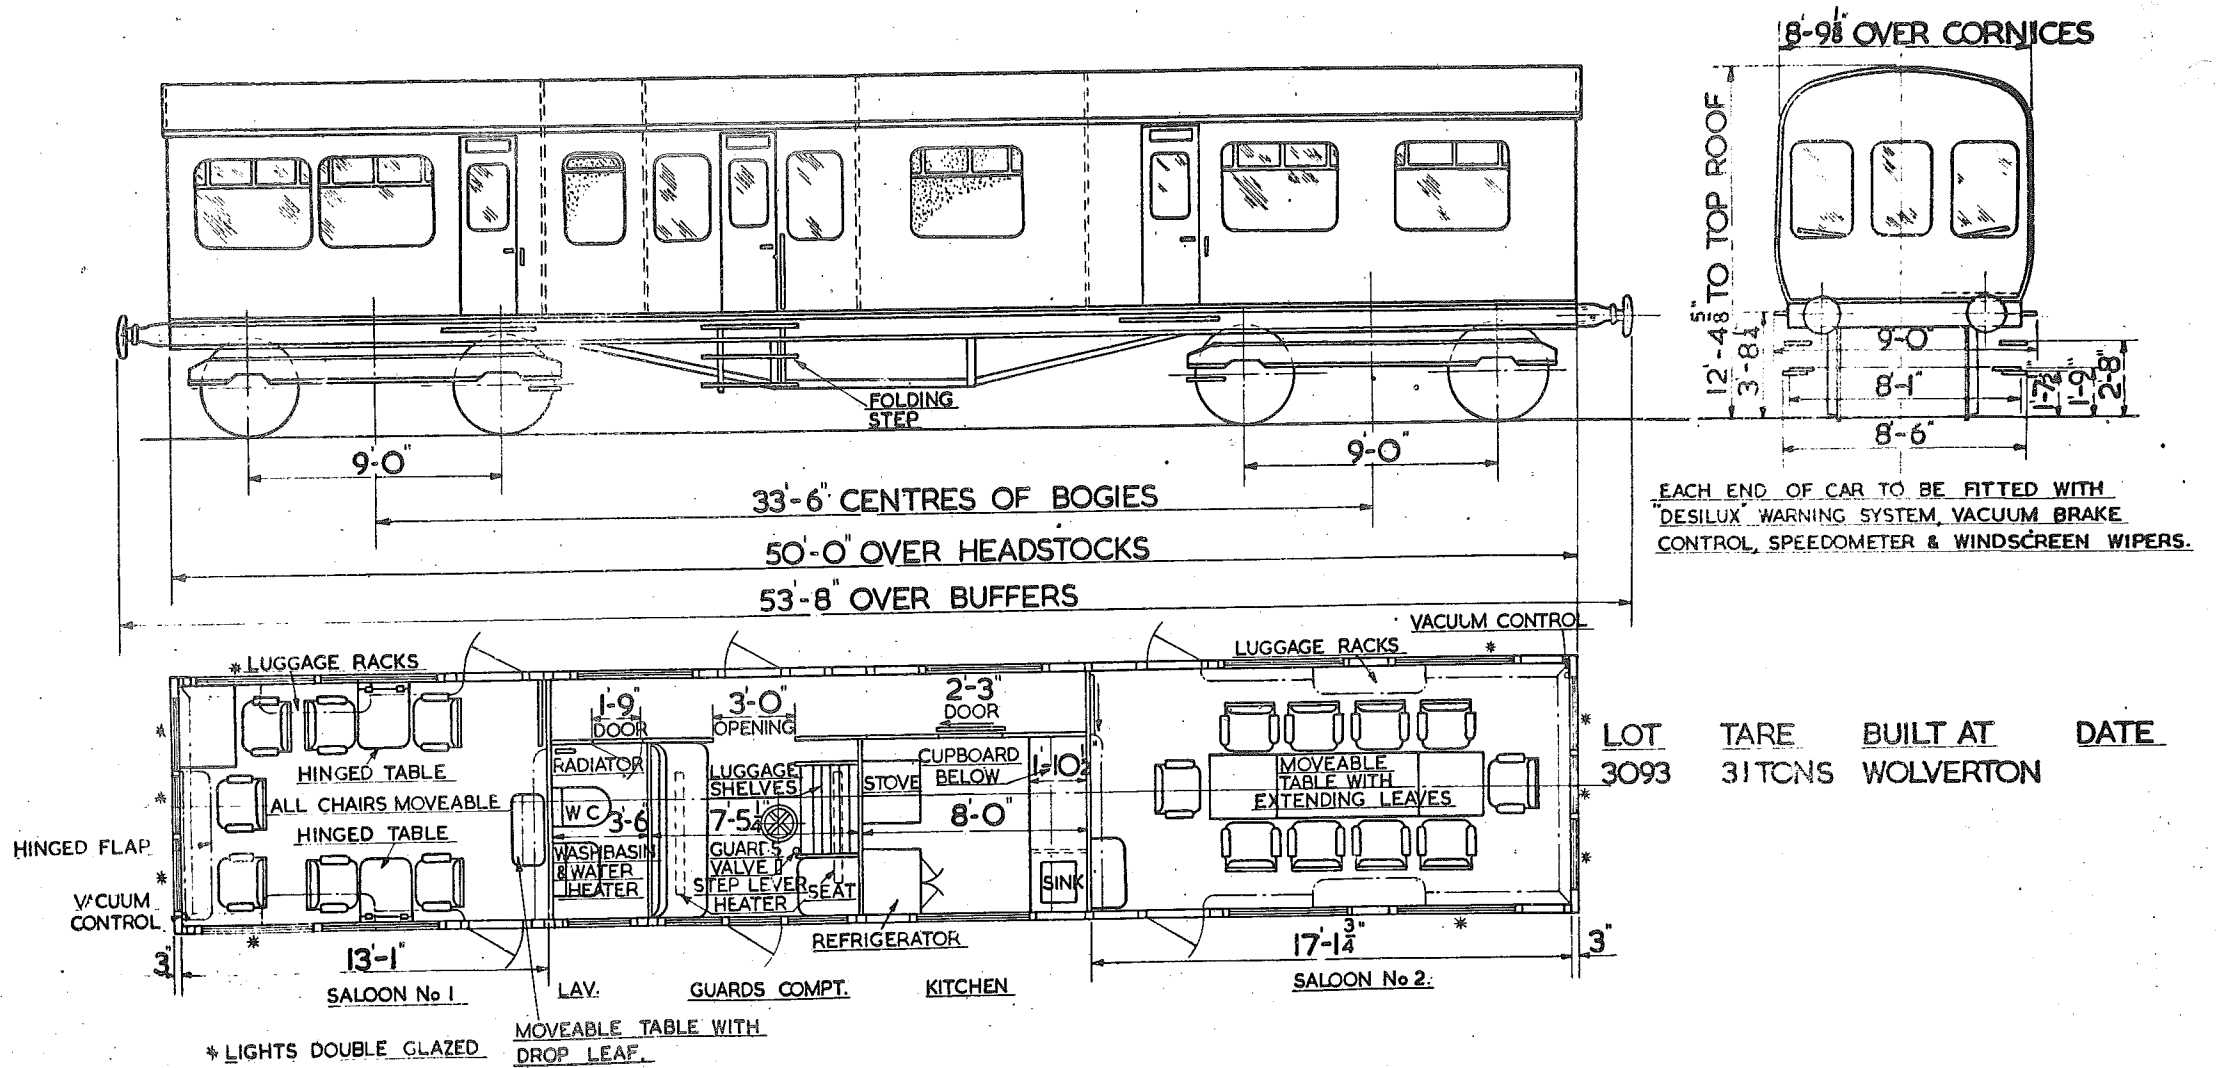 8'-9⅛" OVER CORNICES
12'-4⅝" TO TOP ROOF
3'-8¼"
9'-0"
8'-1"
8'-6"
1'-7½"
1'-9"
2'-8"
FOLDING
STEP
9'-0"
9'-0"
33'-6" CENTRES OF BOGIES
50'-0" OVER HEADSTOCKS
53'-8" OVER BUFFERS
EACH END OF CAR TO BE FITTED WITH
"DESILUX" WARNING SYSTEM, VACUUM BRAKE
CONTROL, SPEEDOMETER & WINDSCREEN WIPERS.
VACUUM CONTROL
* LUGGAGE RACKS
LUGGAGE RACKS *
1'-9"
DOOR
3'-0"
OPENING
2'-3"
DOOR
HINGED TABLE
ALL CHAIRS MOVEABLE
HINGED TABLE
HINGED FLAP
VACUUM
CONTROL
RADIATOR
WC
3'-6"
WASHBASIN
& WATER
HEATER
LUGGAGE
SHELVES
7'-5¼"
GUARD'S
VALVE
STEP LEVER
HEATER
SEAT
STOVE
CUPBOARD
BELOW
1'-10½"
8'-0"
SINK
REFRIGERATOR
MOVEABLE
TABLE WITH
EXTENDING LEAVES
LOT TARE BUILT AT DATE
3093 31 TONS WOLVERTON
3"
13'-1"
17'-1¾"
3"
SALOON No 1
LAV.
GUARDS COMPT.
KITCHEN
SALOON No 2.
MOVEABLE TABLE WITH
DROP LEAF.
* LIGHTS DOUBLE GLAZED